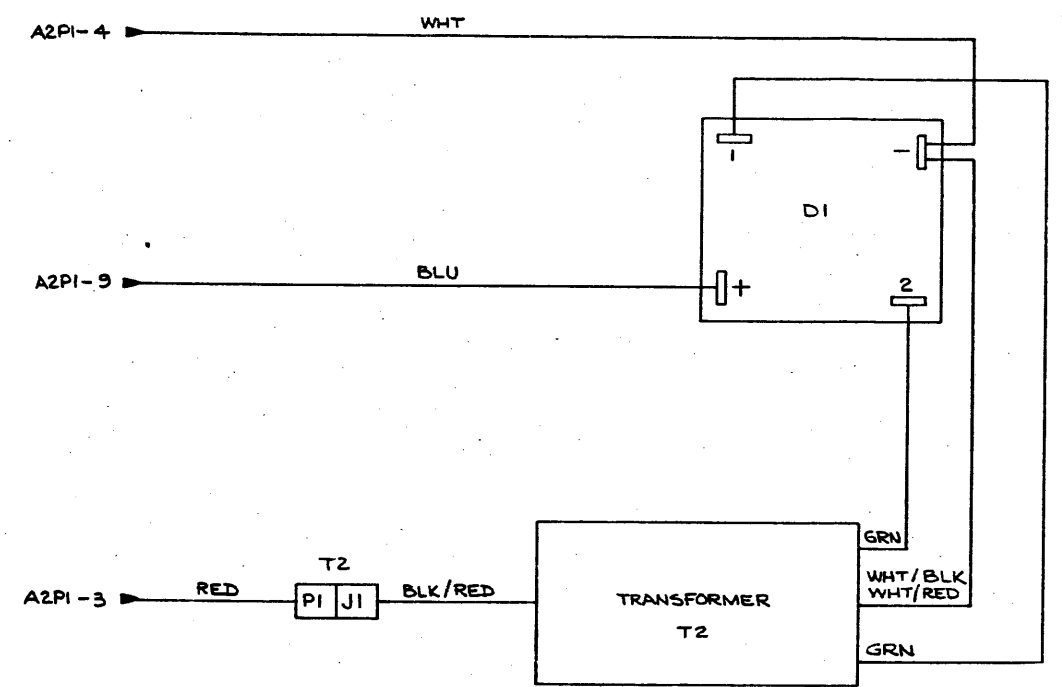 A2P1-4
WHT
1
-
D1
A2P1-9
BLU
+
2
GRN
T2
WHT/BLK
WHT/RED
A2P1-3
RED
P1
J1
BLK/RED
TRANSFORMER
T2
GRN